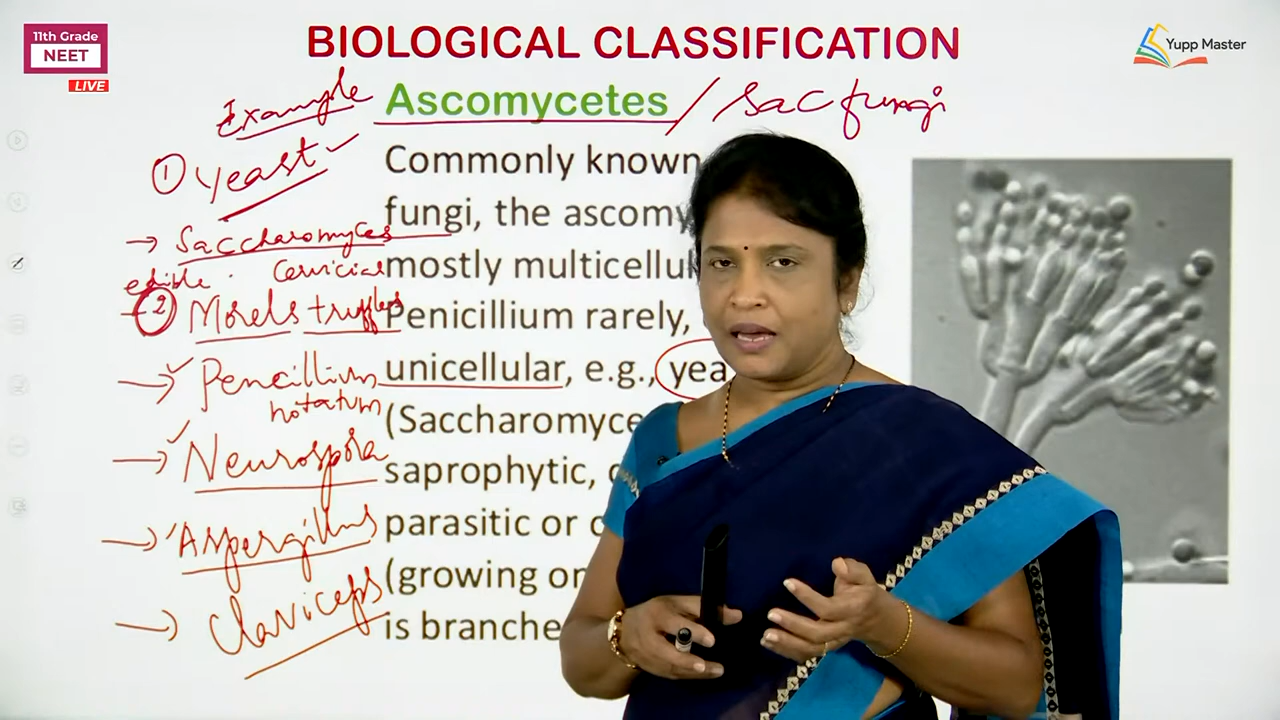 11th Grade
NEET
LIVE
BIOLOGICAL CLASSIFICATION
Yupp Master
Example
Ascomycetes / Sac fungi
① Yeast
Commonly known
fungi, the ascomy
→ Saccharomyces
edible
mostly multicellul
② Morels truffles
Penicillium rarely,
→ Pencillium
notatum
unicellular, e.g., yea
(Saccharomyce
→ Neurospora
saprophytic,
→ Aspergillus
parasitic or
(growing on
→ Claviceps
is branche